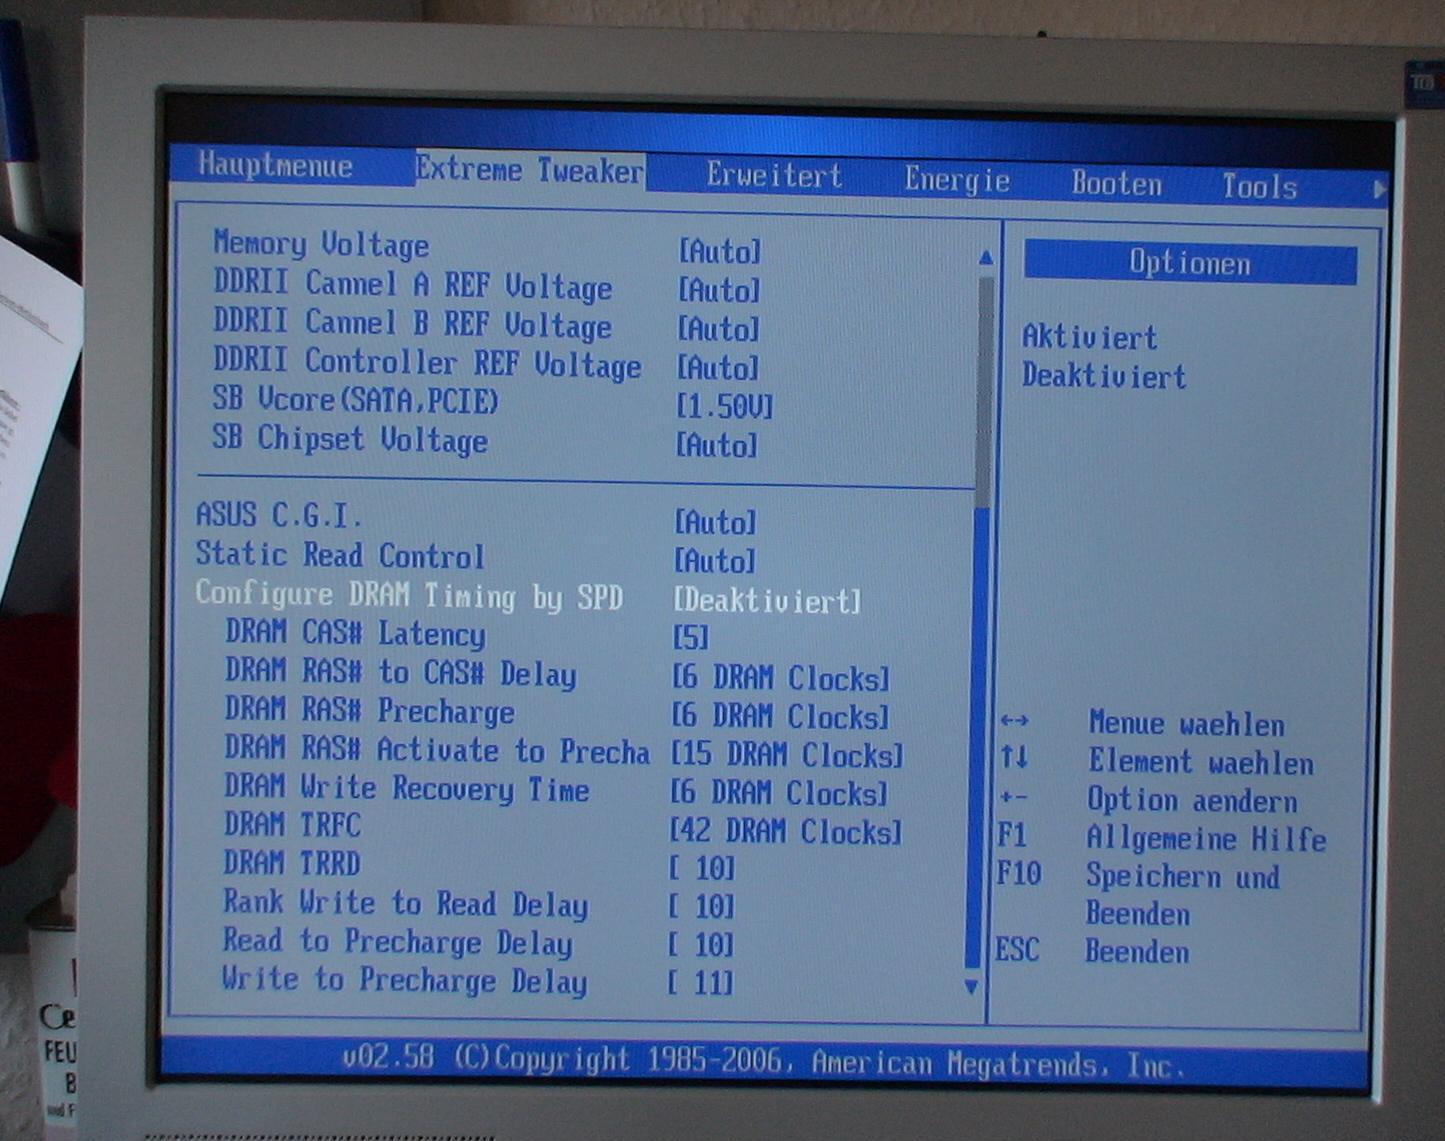 Hauptmenue Extreme Tweaker Erweitert Energie Booten Tools
Memory Voltage [Auto]
DDRII Cannel A REF Voltage [Auto]
DDRII Cannel B REF Voltage [Auto]
DDRII Controller REF Voltage [Auto]
SB Vcore(SATA,PCIE) [1.50V]
SB Chipset Voltage [Auto]
ASUS C.G.I. [Auto]
Static Read Control [Auto]
Configure DRAM Timing by SPD [Deaktiviert]
DRAM CAS# Latency [5]
DRAM RAS# to CAS# Delay [6 DRAM Clocks]
DRAM RAS# Precharge [6 DRAM Clocks]
DRAM RAS# Activate to Precha [15 DRAM Clocks]
DRAM Write Recovery Time [6 DRAM Clocks]
DRAM TRFC [42 DRAM Clocks]
DRAM TRRD [ 10]
Rank Write to Read Delay [ 10]
Read to Precharge Delay [ 10]
Write to Precharge Delay [ 11]
Optionen
Aktiviert
Deaktiviert
↔ Menue waehlen
↑↓ Element waehlen
+- Option aendern
F1 Allgemeine Hilfe
F10 Speichern und
Beenden
ESC Beenden
v02.58 (C)Copyright 1985-2006, American Megatrends, Inc.
Ce
FEU
B
und F